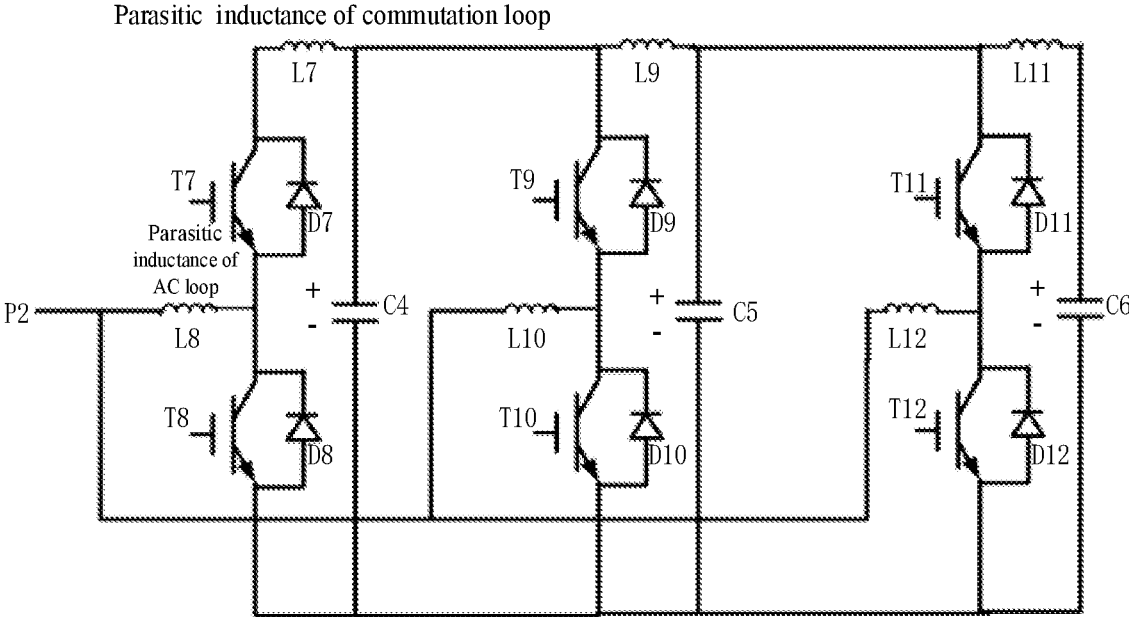 Parasitic inductance of commutation loop
L7 L9 L11
T7 T9 T11
D7 D9 D11
Parasitic
inductance of
AC loop
+ + +
P2 C4 C5 C6
- - -
L8 L10 L12
T8 T10 T12
D8 D10 D12